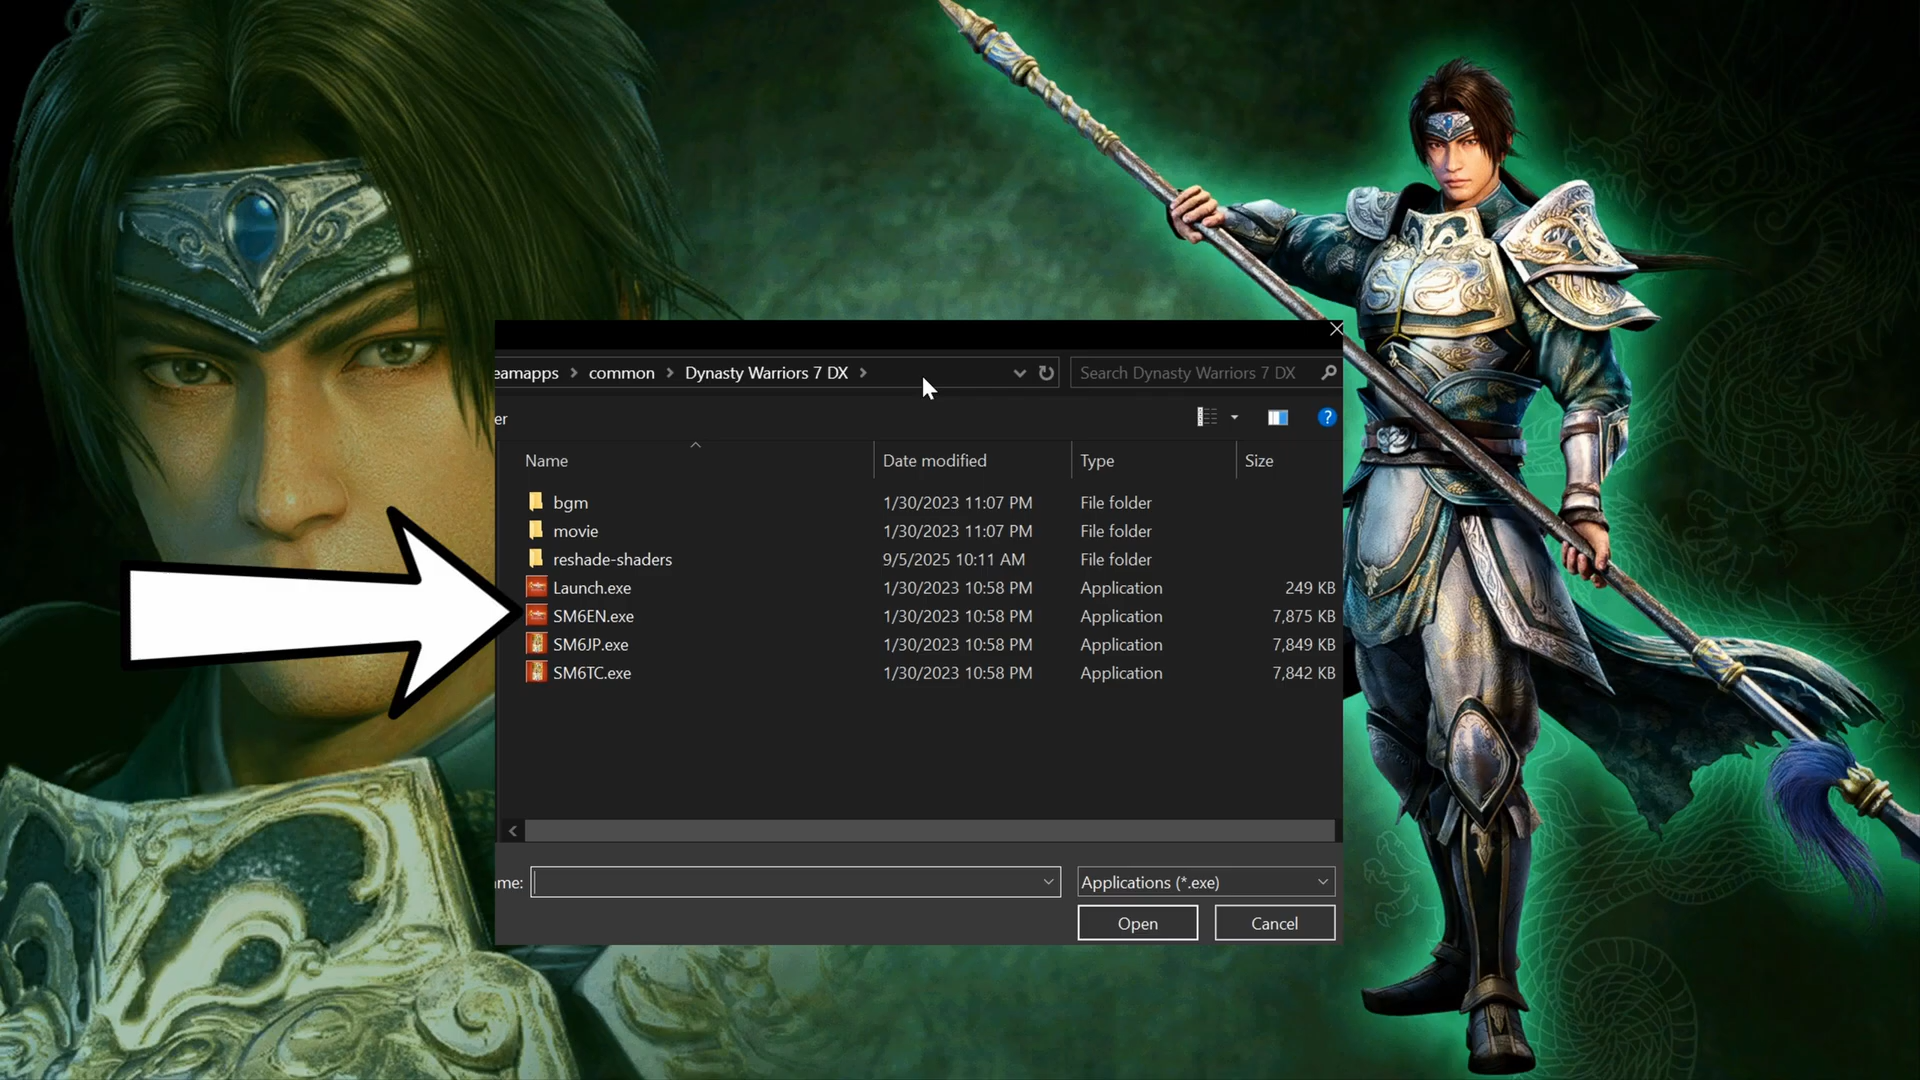 eamapps > common > Dynasty Warriors 7 DX > Search Dynasty Warriors 7 DX
er ?
Name Date modified Type Size
bgm 1/30/2023 11:07 PM File folder
movie 1/30/2023 11:07 PM File folder
reshade-shaders 9/5/2025 10:11 AM File folder
Launch.exe 1/30/2023 10:58 PM Application 249 KB
SM6EN.exe 1/30/2023 10:58 PM Application 7,875 KB
SM6JP.exe 1/30/2023 10:58 PM Application 7,849 KB
SM6TC.exe 1/30/2023 10:58 PM Application 7,842 KB
me: Applications (*.exe)
Open Cancel